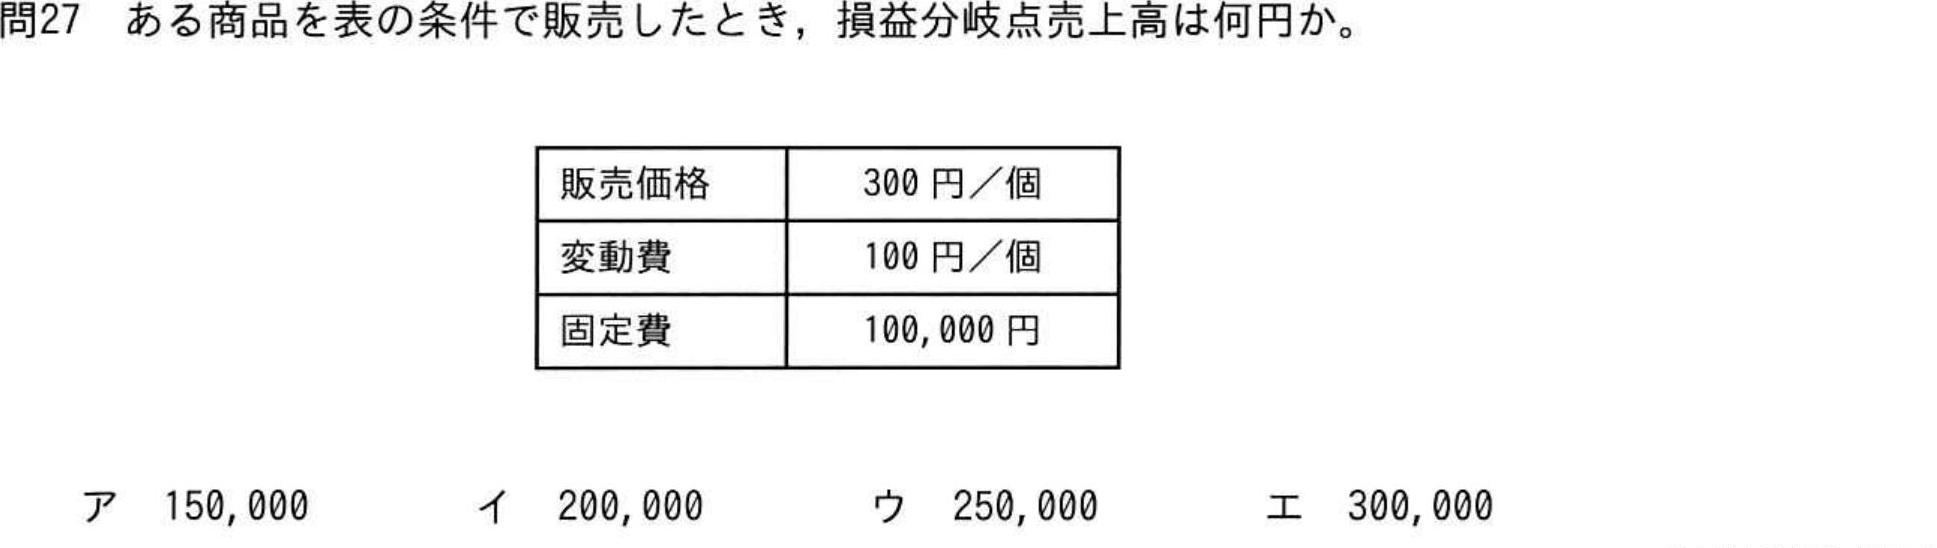 問27 ある商品を表の条件で販売したとき，損益分岐点売上高は何円か。
販売価格 300 円／個
変動費 100 円／個
固定費 100,000 円
ア 150,000 イ 200,000 ウ 250,000 エ 300,000